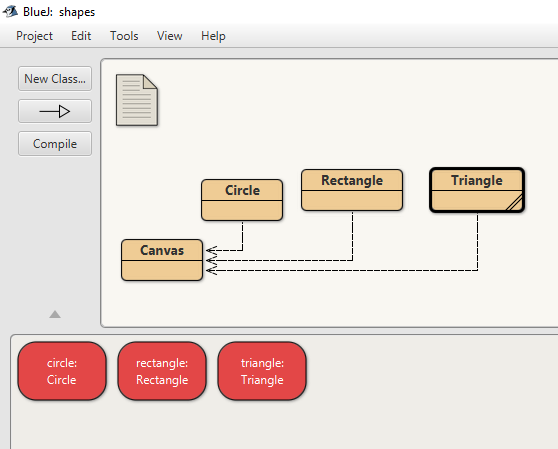 BlueJ: shapes
Project Edit Tools View Help
New Class...
Compile
Circle
Rectangle
Triangle
Canvas
circle:
Circle
rectangle:
Rectangle
triangle:
Triangle